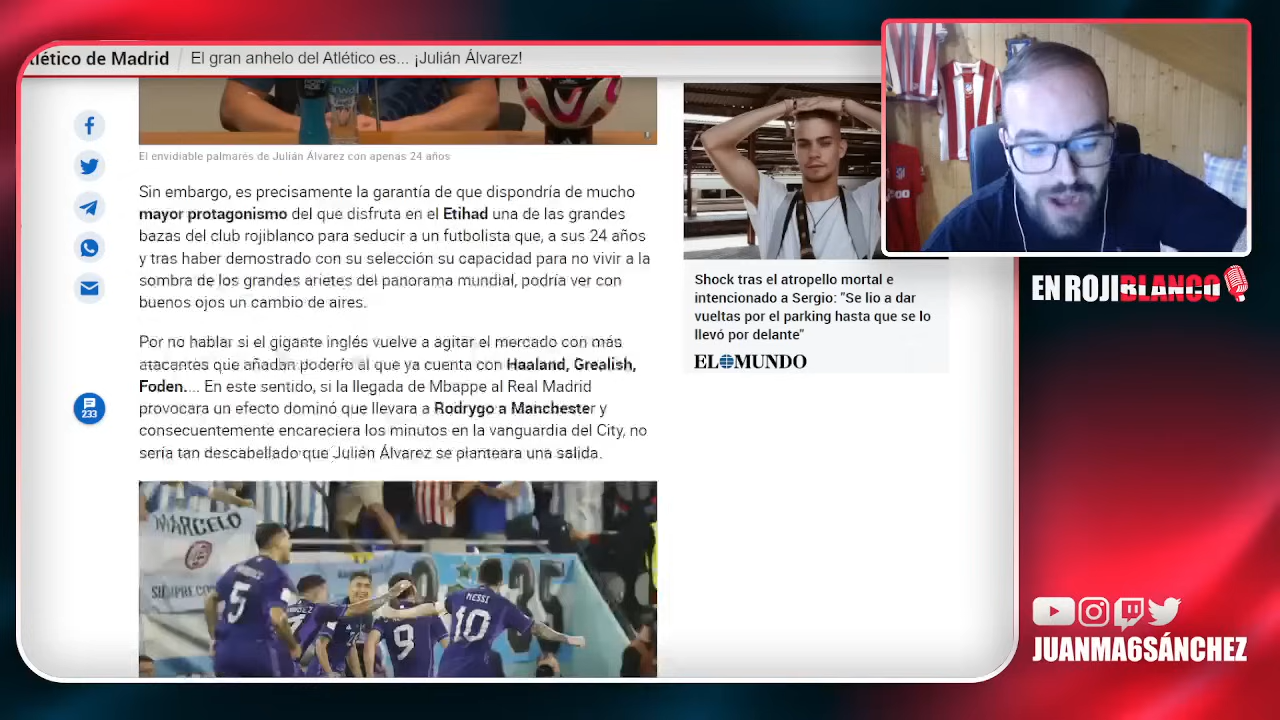 tlético de Madrid
El gran anhelo del Atlético es... ¡Julián Álvarez!
El envidiable palmarés de Julián Álvarez con apenas 24 años
Sin embargo, es precisamente la garantía de que dispondría de mucho
mayor protagonismo del que disfruta en el Etihad una de las grandes
bazas del club rojiblanco para seducir a un futbolista que, a sus 24 años
y tras haber demostrado con su selección su capacidad para no vivir a la
sombra de los grandes arietes del panorama mundial, podría ver con
buenos ojos un cambio de aires.
Por no hablar si el gigante inglés vuelve a agitar el mercado con más
atacantes que añadan poderío al que ya cuenta con Haaland, Grealish,
Foden.... En este sentido, si la llegada de Mbappe al Real Madrid
provocara un efecto dominó que llevara a Rodrygo a Manchester y
consecuentemente encareciera los minutos en la vanguardia del City, no
sería tan descabellado que Julián Álvarez se planteara una salida.
233
MARCELO
SIEMPRE
5
9
MESSI
10
Shock tras el atropello mortal e
intencionado a Sergio: "Se lio a dar
vueltas por el parking hasta que se lo
llevó por delante"
EL MUNDO
EN ROJIBLANCO
JUANMA6SÁNCHEZ